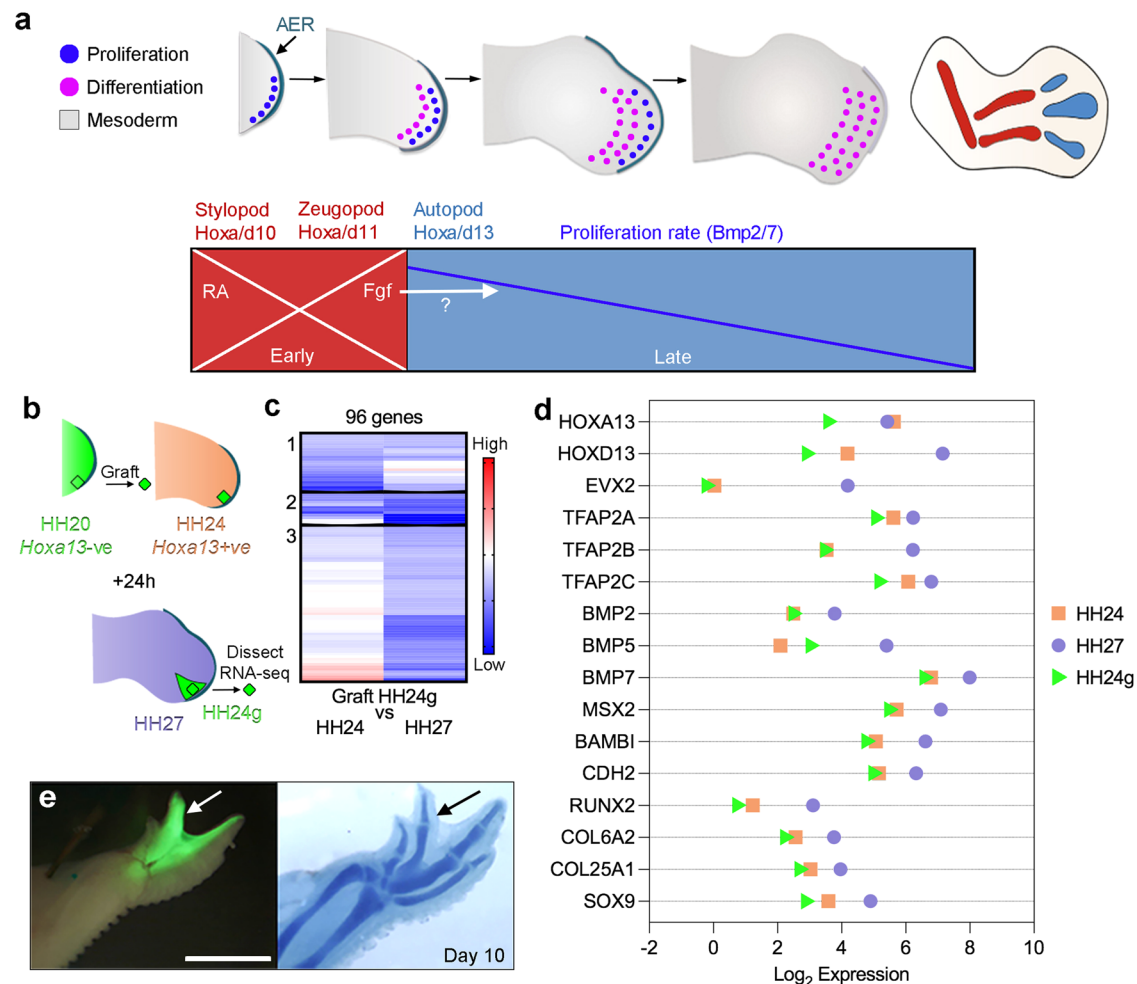 a
AER
Proliferation
Differentiation
Mesoderm
Stylopod
Hoxa/d10
Zeugopod
Hoxa/d11
Autopod
Hoxa/d13
Proliferation rate (Bmp2/7)
RA
Fgf
?
Early
Late
b
Graft
HH20
Hoxa13-ve
HH24
Hoxa13+ve
+24h
Dissect
RNA-seq
HH27
HH24g
c
96 genes
1
2
3
High
Low
Graft HH24g
vs
HH24 HH27
d
HOXA13
HOXD13
EVX2
TFAP2A
TFAP2B
TFAP2C
BMP2
BMP5
BMP7
MSX2
BAMBI
CDH2
RUNX2
COL6A2
COL25A1
SOX9
-2 0 2 4 6 8 10
Log2 Expression
HH24
HH27
HH24g
e
Day 10